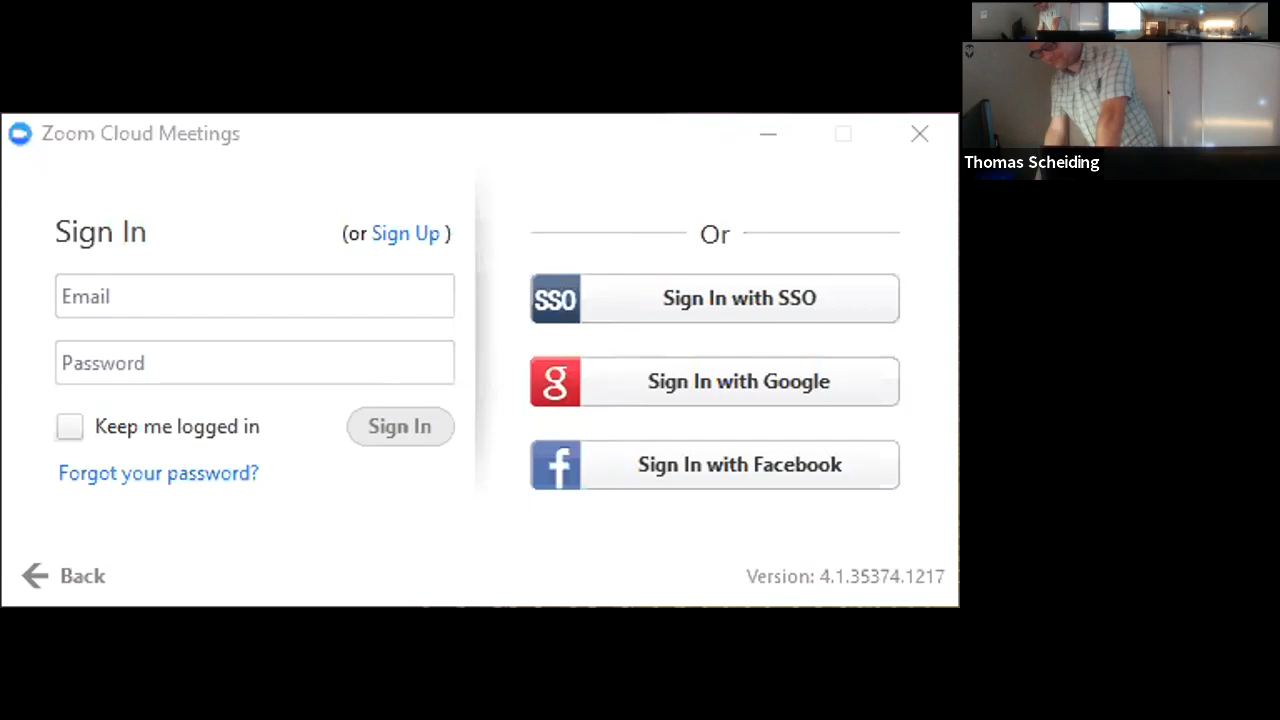 Zoom Cloud Meetings
Thomas Scheiding
Sign In
(or Sign Up )
Or
Email
SSO Sign In with SSO
Password
g Sign In with Google
Keep me logged in
Sign In
Forgot your password?
f Sign In with Facebook
Back
Version: 4.1.35374.1217